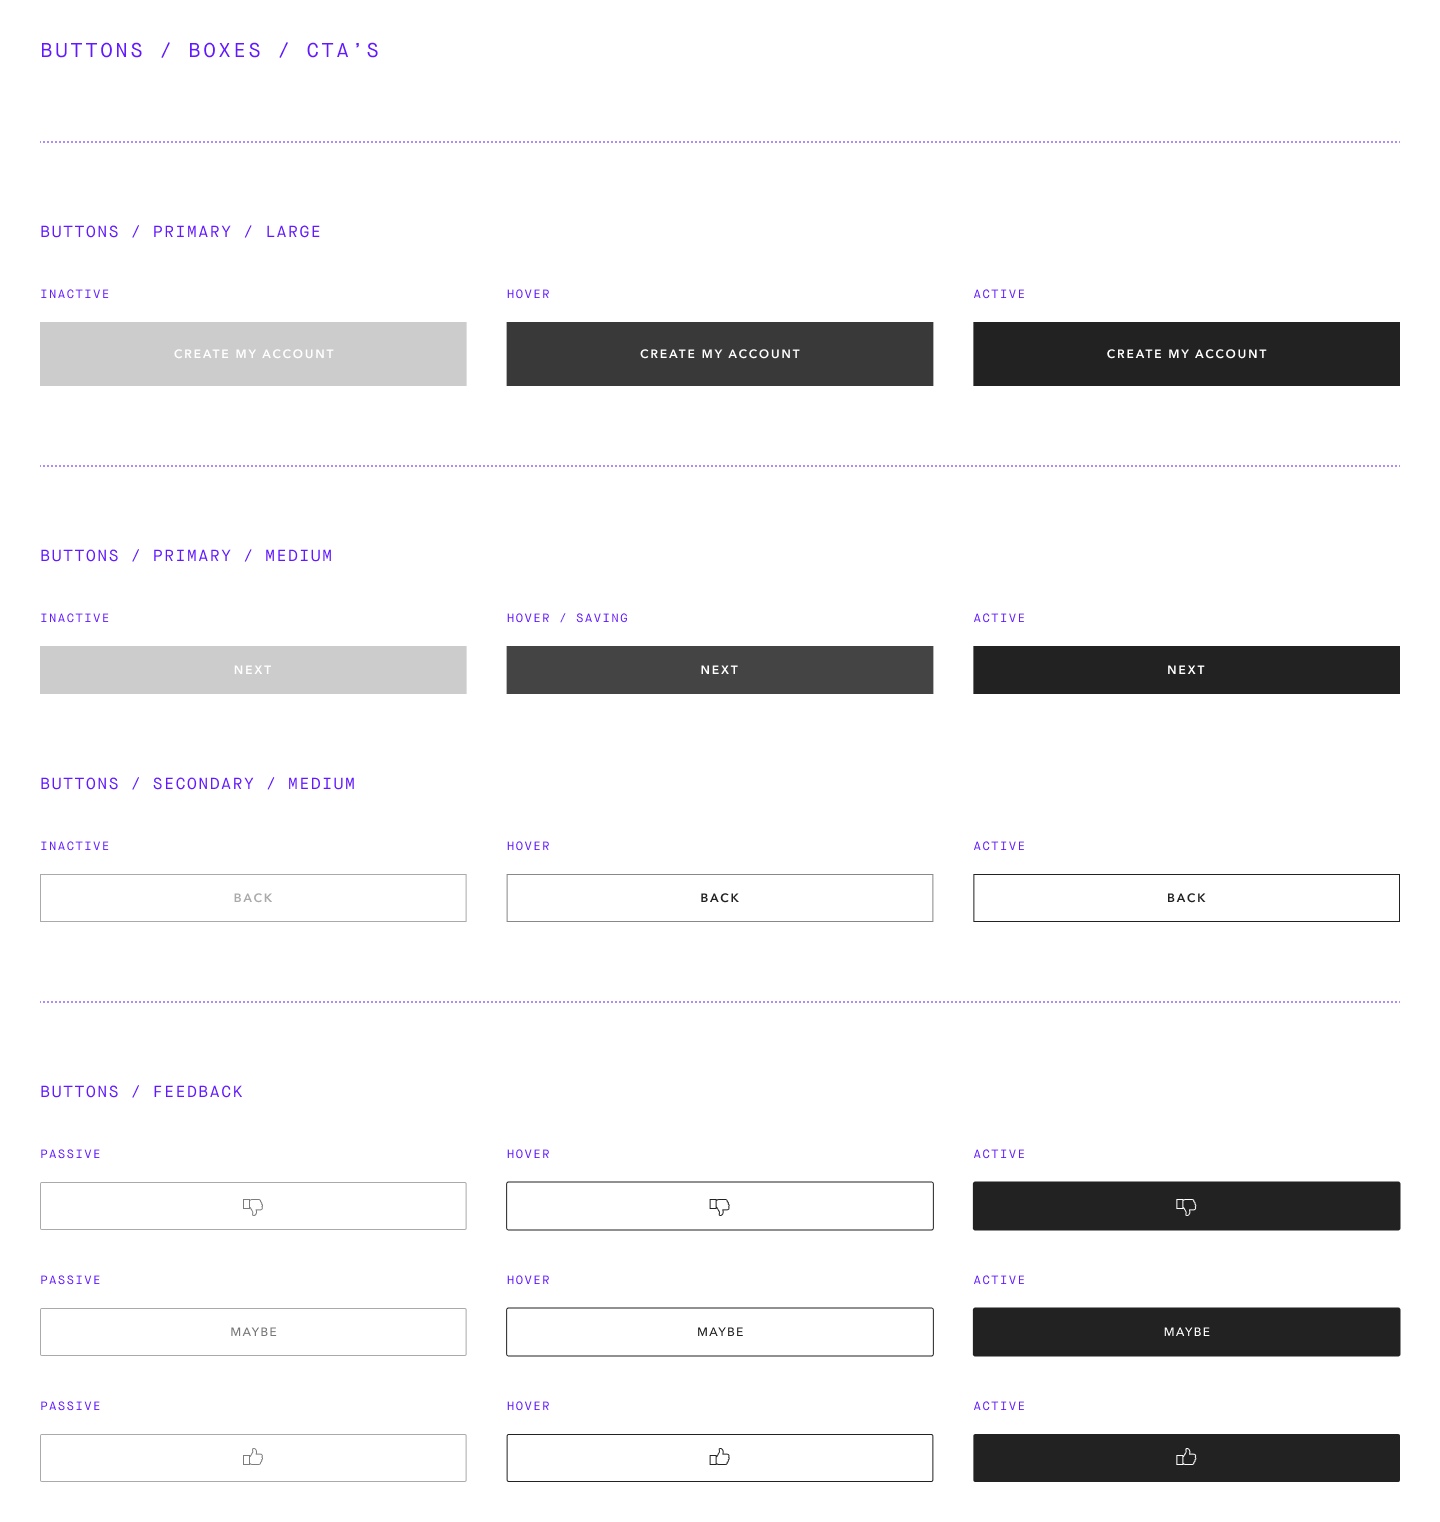 BUTTONS / BOXES / CTA’S
BUTTONS / PRIMARY / LARGE
INACTIVE HOVER ACTIVE
CREATE MY ACCOUNT CREATE MY ACCOUNT CREATE MY ACCOUNT
BUTTONS / PRIMARY / MEDIUM
INACTIVE HOVER / SAVING ACTIVE
NEXT NEXT NEXT
BUTTONS / SECONDARY / MEDIUM
INACTIVE HOVER ACTIVE
BACK BACK BACK
BUTTONS / FEEDBACK
PASSIVE HOVER ACTIVE
PASSIVE HOVER ACTIVE
MAYBE MAYBE MAYBE
PASSIVE HOVER ACTIVE